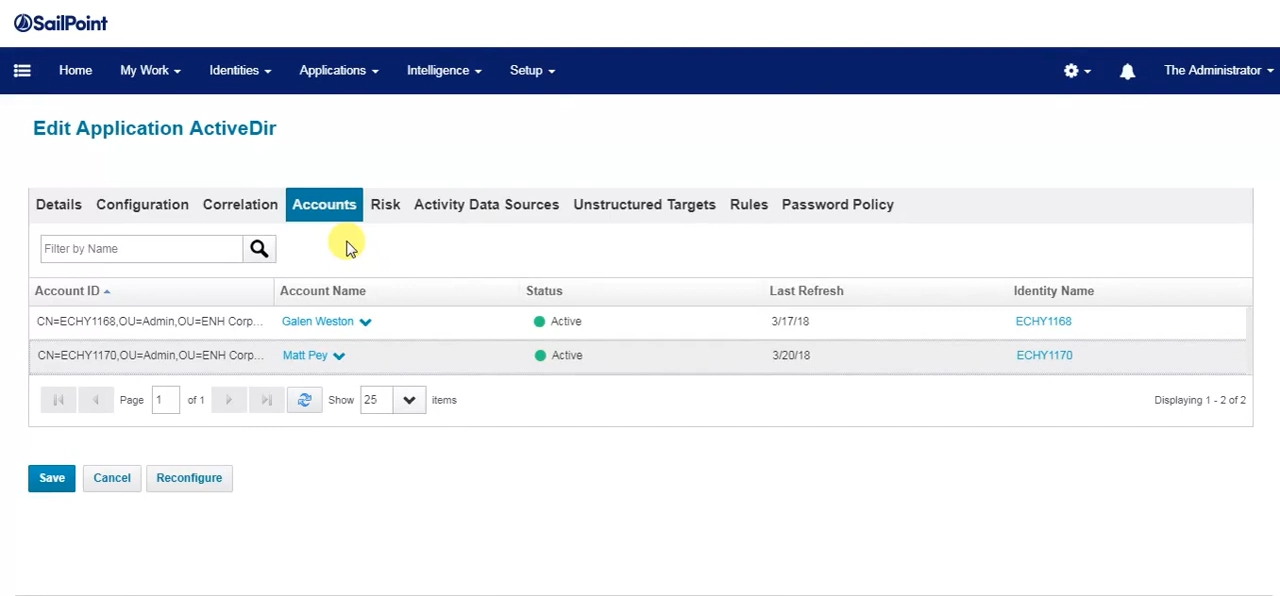 SailPoint
Home My Work Identities Applications Intelligence Setup The Administrator
Edit Application ActiveDir
Details Configuration Correlation Accounts Risk Activity Data Sources Unstructured Targets Rules Password Policy
Filter by Name
Account ID Account Name Status Last Refresh Identity Name
CN=ECHY1168,OU=Admin,OU=ENH Corp... Galen Weston Active 3/17/18 ECHY1168
CN=ECHY1170,OU=Admin,OU=ENH Corp... Matt Pey Active 3/20/18 ECHY1170
Page 1 of 1 Show 25 items Displaying 1 - 2 of 2
Save Cancel Reconfigure